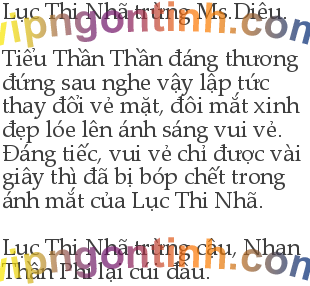 Lục Thi Nhã trừng Ms.Diêu.
vipngontinh.com
Tiểu Thần Thần đáng thương
đứng sau nghe vậy lập tức
thay đổi vẻ mặt, đôi mắt xinh
đẹp lóe lên ánh sáng vui vẻ.
Đáng tiếc, vui vẻ chỉ được vài
giây thì đã bị bóp chết trong
ánh mắt của Lục Thi Nhã.
Lục Thi Nhã trừng cậu, Nhan
Thần Phi lại cúi đầu.
vipngontinh.com